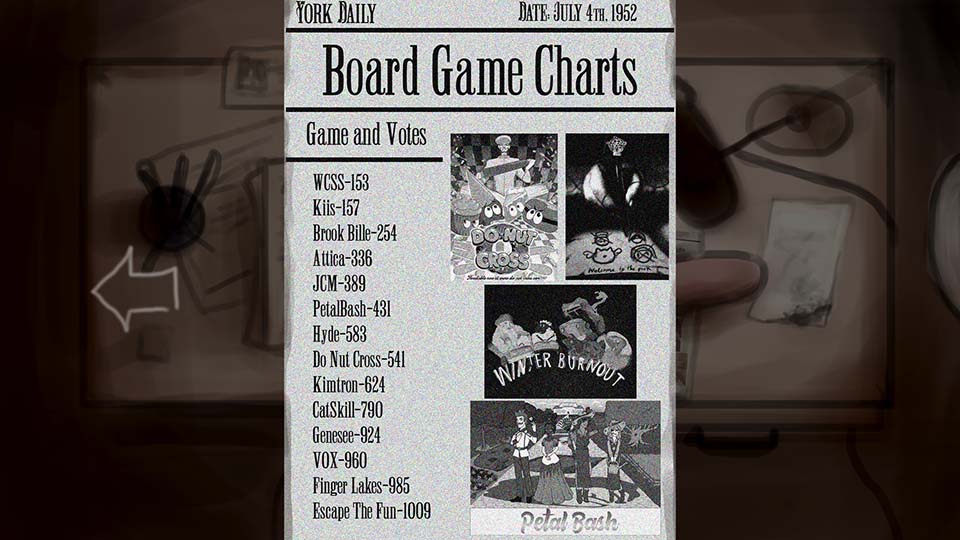 York Daily
Date: July 4th, 1952
Board Game Charts
Game and Votes
WCSS-153
Kiis-157
Brook Bille-254
Attica-336
JCM-389
PetalBash-431
Hyde-583
Do Nut Cross-541
Kimtron-624
CatSkill-790
Genesee-924
VOX-960
Finger Lakes-985
Escape The Fun-1009
DO NUT
CROSS
Welcome to the park
WINTER BURNOUT
Petal Bash